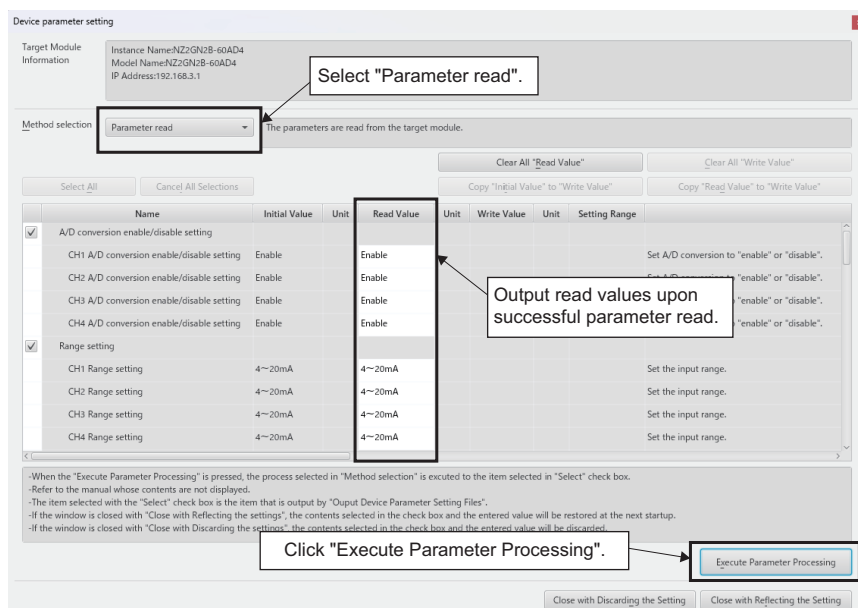 Device parameter setting
Target Module
Information
Instance Name:NZ2GN2B-60AD4
Model Name:NZ2GN2B-60AD4
IP Address:192.168.3.1
Select "Parameter read".
Method selection
Parameter read
The parameters are read from the target module.
Clear All "Read Value"
Clear All "Write Value"
Select All
Cancel All Selections
Copy "Initial Value" to "Write Value"
Copy "Read Value" to "Write Value"
Name Initial Value Unit Read Value Unit Write Value Unit Setting Range
A/D conversion enable/disable setting
CH1 A/D conversion enable/disable setting Enable Enable Set A/D conversion to "enable" or "disable".
CH2 A/D conversion enable/disable setting Enable Enable Set A/D conversion to "enable" or "disable".
CH3 A/D conversion enable/disable setting Enable Enable "enable" or "disable".
CH4 A/D conversion enable/disable setting Enable Enable "enable" or "disable".
Output read values upon
successful parameter read.
Range setting
CH1 Range setting 4~20mA 4~20mA Set the input range.
CH2 Range setting 4~20mA 4~20mA Set the input range.
CH3 Range setting 4~20mA 4~20mA Set the input range.
CH4 Range setting 4~20mA 4~20mA Set the input range.
-When the "Execute Parameter Processing" is pressed, the process selected in "Method selection" is excuted to the item selected in "Select" check box.
-Refer to the manual whose contents are not displayed.
-The item selected with the "Select" check box is the item that is output by "Ouput Device Parameter Setting Files".
-If the window is closed with "Close with Reflecting the settings", the contents selected in the check box and the entered value will be restored at the next startup.
-If the window is closed with "Close with Discarding the settings", the contents selected in the check box and the entered value will be discarded.
Click "Execute Parameter Processing".
Execute Parameter Processing
Close with Discarding the Setting
Close with Reflecting the Setting